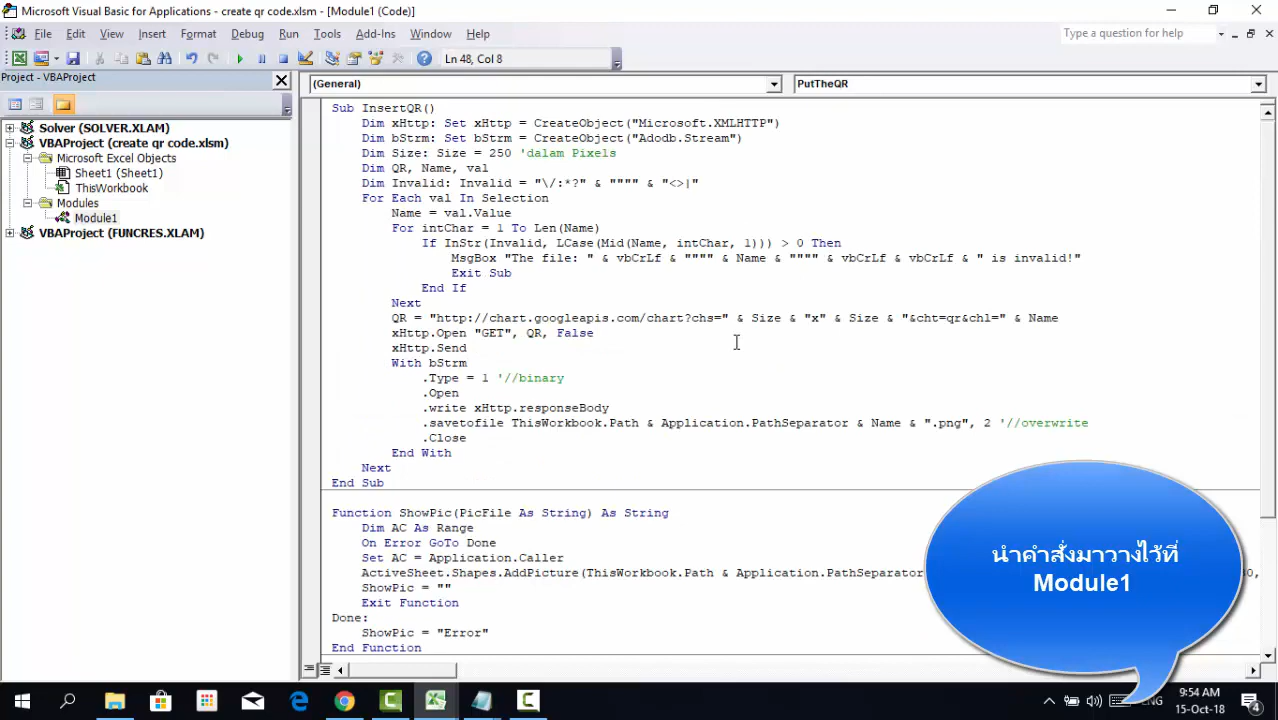 Microsoft Visual Basic for Applications - create qr code.xlsm - [Module1 (Code)]
File Edit View Insert Format Debug Run Tools Add-Ins Window Help
Type a question for help
Ln 48, Col 8
Project - VBAProject
Solver (SOLVER.XLAM)
VBAProject (create qr code.xlsm)
Microsoft Excel Objects
Sheet1 (Sheet1)
ThisWorkbook
Modules
Module1
VBAProject (FUNCRES.XLAM)
(General)
PutTheQR
Sub InsertQR()
Dim xHttp: Set xHttp = CreateObject("Microsoft.XMLHTTP")
Dim bStrm: Set bStrm = CreateObject("Adodb.Stream")
Dim Size: Size = 250 'dalam Pixels
Dim QR, Name, val
Dim Invalid: Invalid = "\/:*?" & """" & "<>|"
For Each val In Selection
Name = val.Value
For intChar = 1 To Len(Name)
If InStr(Invalid, LCase(Mid(Name, intChar, 1))) > 0 Then
MsgBox "The file: " & vbCrLf & """" & Name & """" & vbCrLf & vbCrLf & " is invalid!"
Exit Sub
End If
Next
QR = "http://chart.googleapis.com/chart?chs=" & Size & "x" & Size & "&cht=qr&chl=" & Name
xHttp.Open "GET", QR, False
xHttp.Send
With bStrm
.Type = 1 '//binary
.Open
.write xHttp.responseBody
.savetofile ThisWorkbook.Path & Application.PathSeparator & Name & ".png", 2 '//overwrite
.Close
End With
Next
End Sub
Function ShowPic(PicFile As String) As String
Dim AC As Range
On Error GoTo Done
Set AC = Application.Caller
ActiveSheet.Shapes.AddPicture(ThisWorkbook.Path & Application.PathSeparator
ShowPic = ""
Exit Function
Done:
ShowPic = "Error"
End Function
นำคำสั่งมาวางไว้ที่
Module1
ENG
9:54 AM
15-Oct-18
4